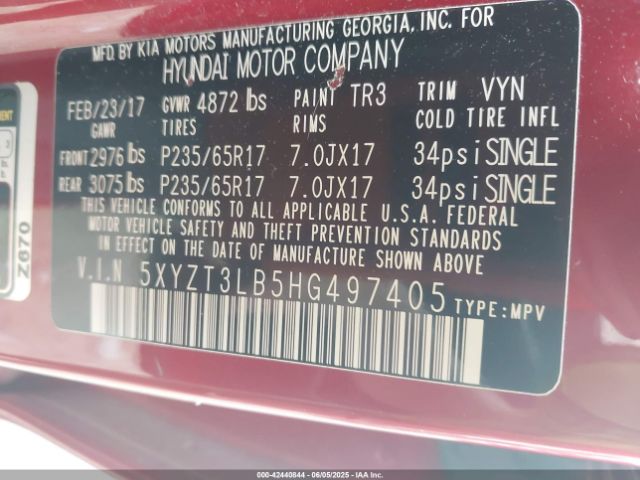 MFD. BY KIA MOTORS MANUFACTURING GEORGIA, INC. FOR
HYUNDAI MOTOR COMPANY
FEB/23/17 GVWR 4872 lbs PAINT TR3 TRIM VYN
GAWR TIRES RIMS COLD TIRE INFL
FRONT 2976 lbs P235/65R17 7.0JX17 34psi SINGLE
REAR 3075 lbs P235/65R17 7.0JX17 34psi SINGLE
THIS VEHICLE CONFORMS TO ALL APPLICABLE U.S.A. FEDERAL
MOTOR VEHICLE SAFETY AND THEFT PREVENTION STANDARDS
IN EFFECT ON THE DATE OF MANUFACTURE SHOWN ABOVE.
V.I.N 5XYZT3LB5HG497405 TYPE:MPV
Z670
000-42440844 - 06/05/2025 - IAAI